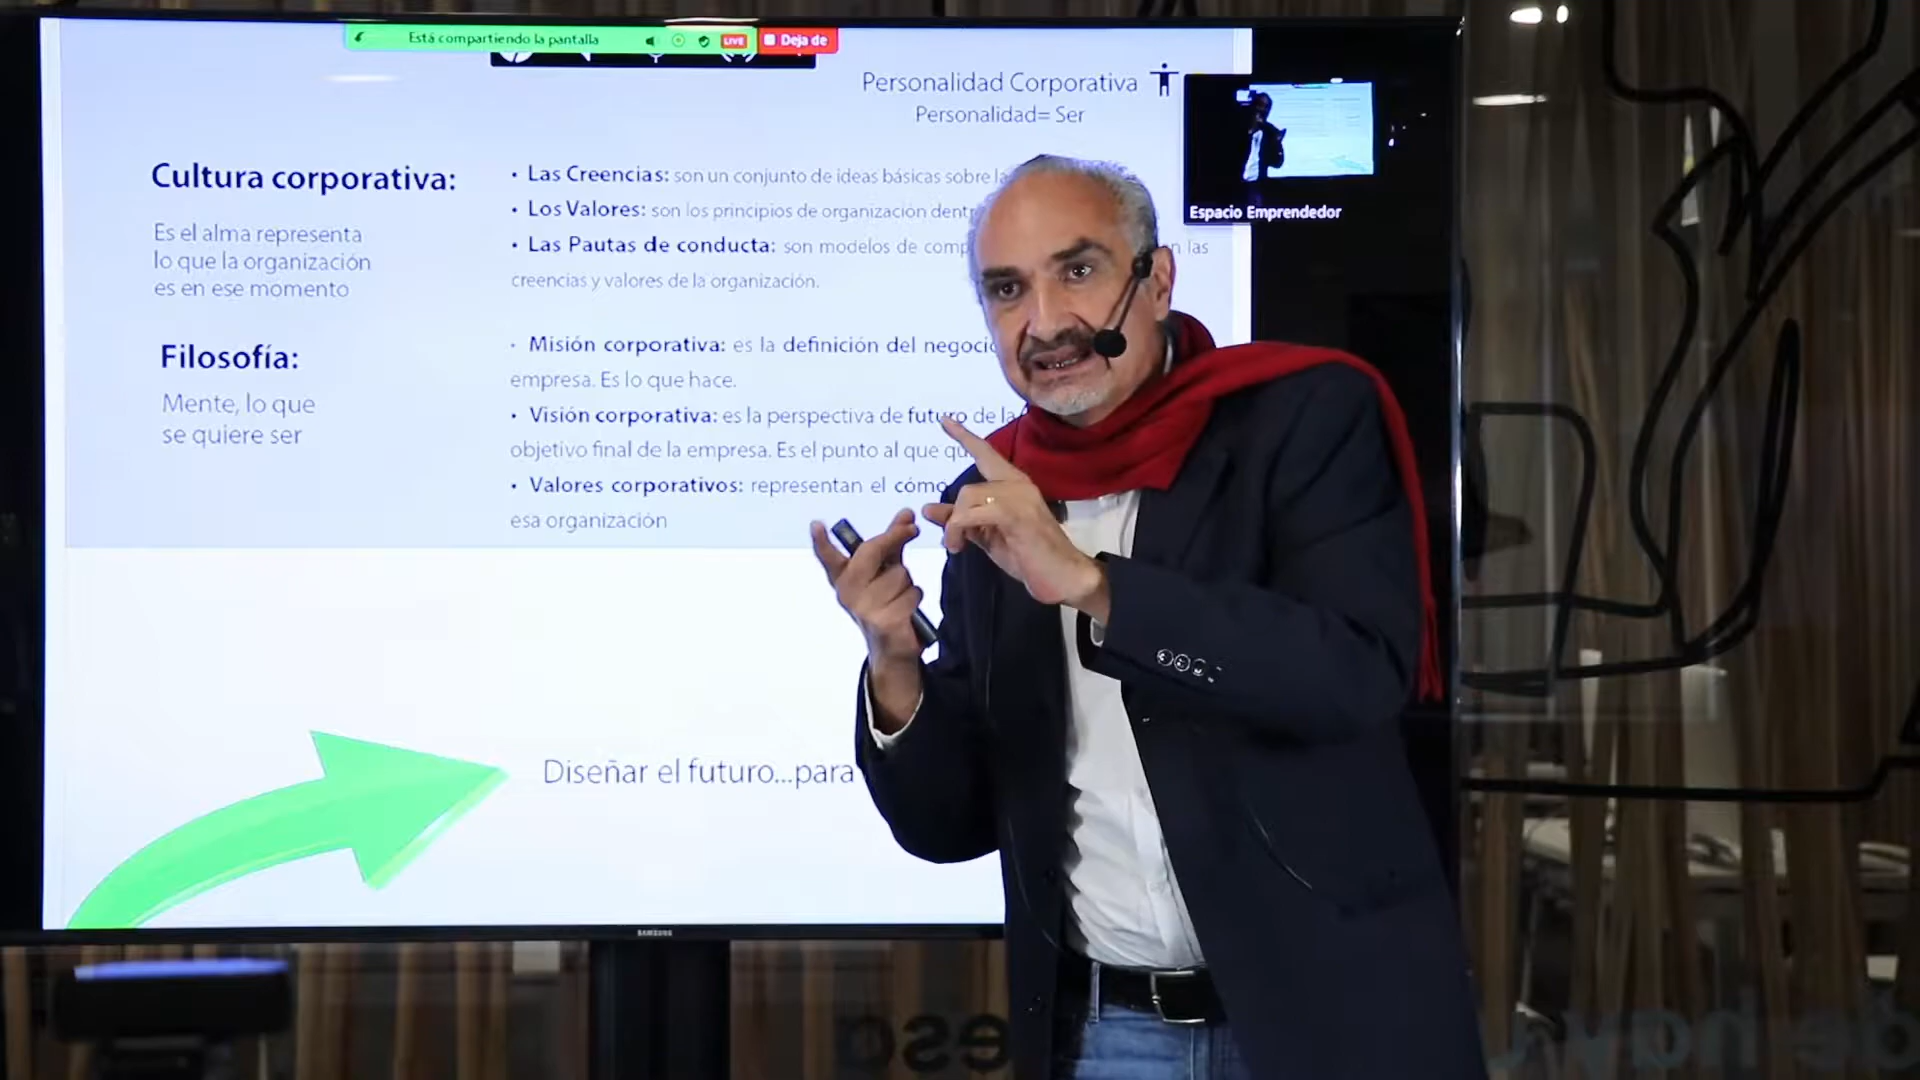 Está compartiendo la pantalla LIVE Deja de
Personalidad Corporativa
Personalidad= Ser
Cultura corporativa:
Es el alma representa
lo que la organización
es en ese momento
• Las Creencias: son un conjunto de ideas básicas sobre la
• Los Valores: son los principios de organización
• Las Pautas de conducta: son modelos de las
creencias y valores de la organización.
Filosofía:
Mente, lo que
se quiere ser
• Misión corporativa: es la definición del negocio
empresa. Es lo que hace.
• Visión corporativa: es la perspectiva de futuro de la
objetivo final de la empresa. Es el punto al que
• Valores corporativos: representan el cómo
esa organización
Diseñar el futuro...para
Espacio Emprendedor
SAMSUNG